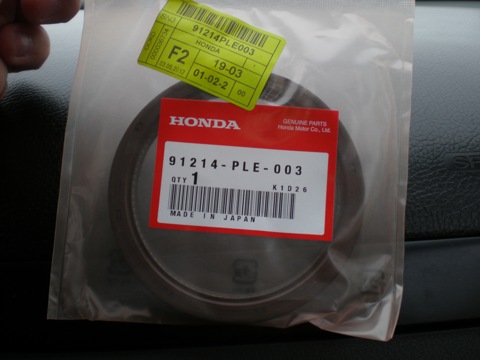 91214PLE003
HONDA
F2
19-03
01-02-2
00
HONDA
GENUINE PARTS
Honda Motor Co., Ltd.
91214-PLE-003
QTY 1
K1D26
MADE IN JAPAN